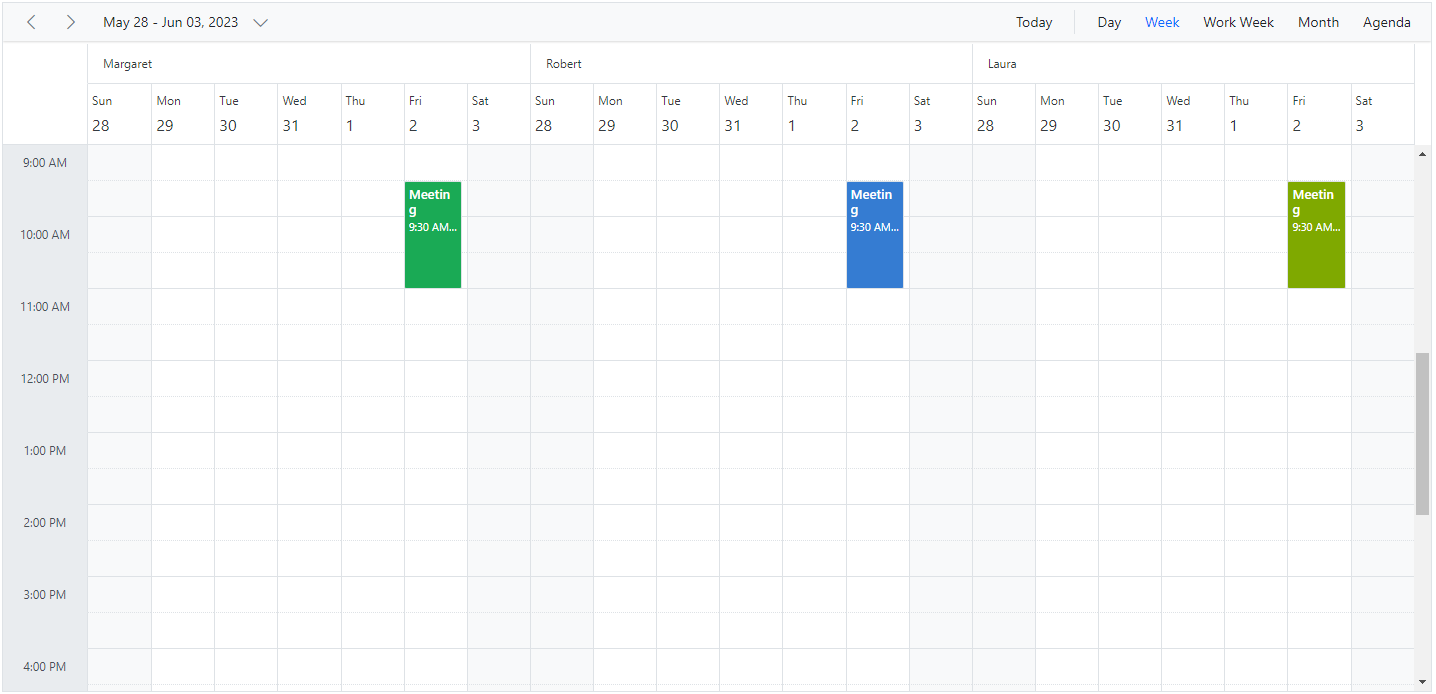 May 28 - Jun 03, 2023 Today Day Week Work Week Month Agenda
Margaret Robert Laura
Sun Mon Tue Wed Thu Fri Sat Sun Mon Tue Wed Thu Fri Sat Sun Mon Tue Wed Thu Fri Sat
28 29 30 31 1 2 3 28 29 30 31 1 2 3 28 29 30 31 1 2 3
9:00 AM
Meetin Meetin Meetin
g g g
9:30 AM... 9:30 AM... 9:30 AM...
10:00 AM
11:00 AM
12:00 PM
1:00 PM
2:00 PM
3:00 PM
4:00 PM